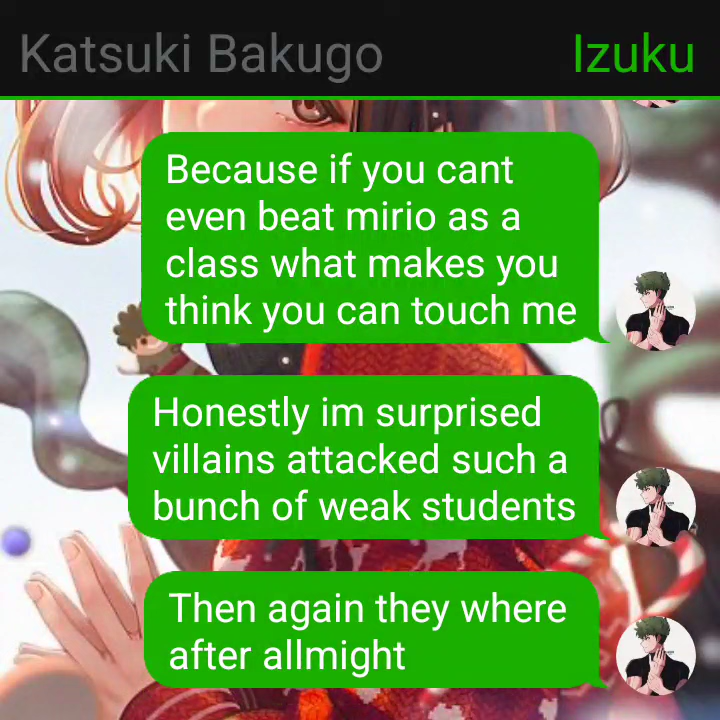 Katsuki Bakugo
Izuku
Because if you cant
even beat mirio as a
class what makes you
think you can touch me
Honestly im surprised
villains attacked such a
bunch of weak students
Then again they where
after allmight